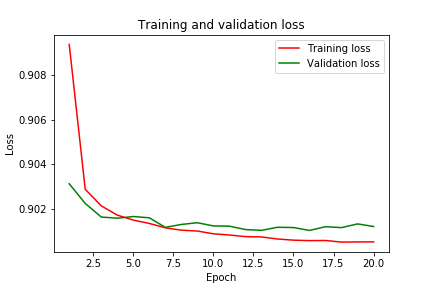 Training and validation loss
Training loss
Validation loss
0.908
0.906
0.904
0.902
Loss
2.5 5.0 7.5 10.0 12.5 15.0 17.5 20.0
Epoch